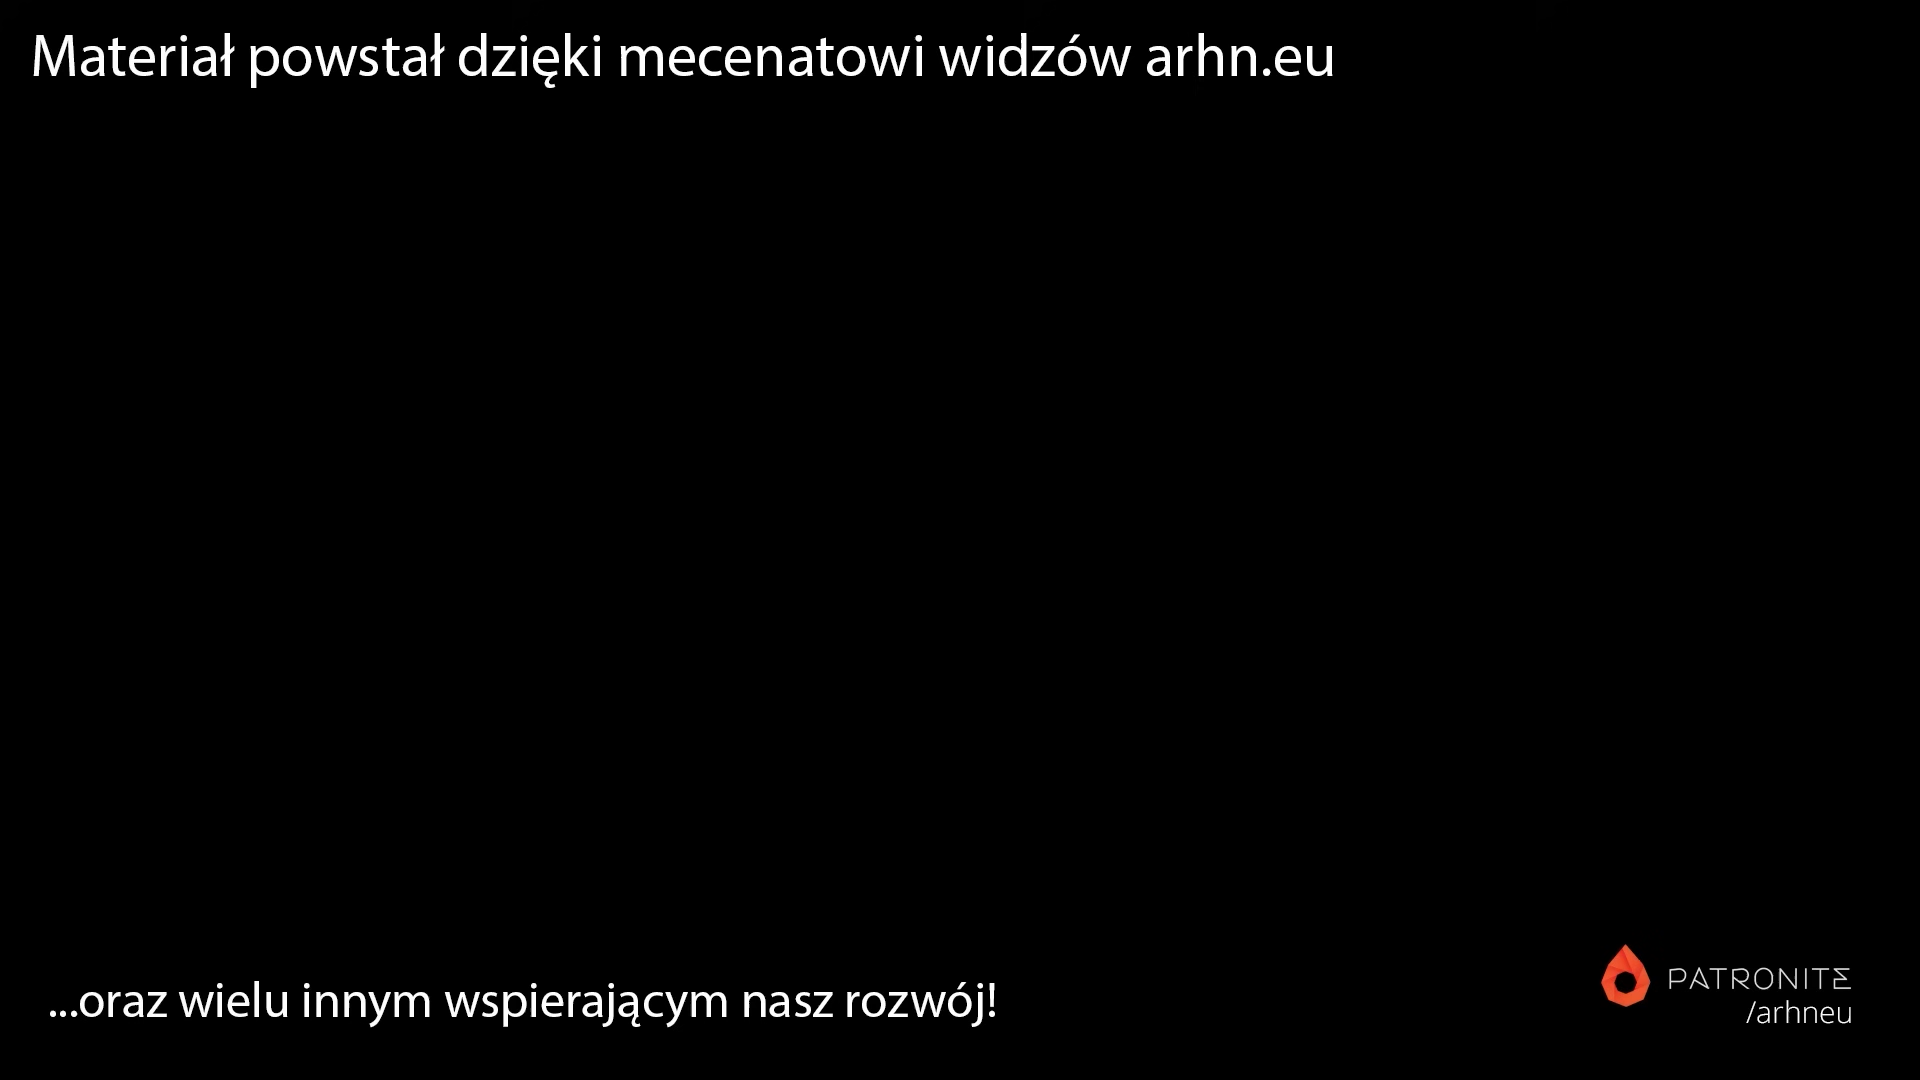 Materiał powstał dzięki mecenatowi widzów arhn.eu
...oraz wielu innym wspierającym nasz rozwój!
PATRONITE
/arhneu